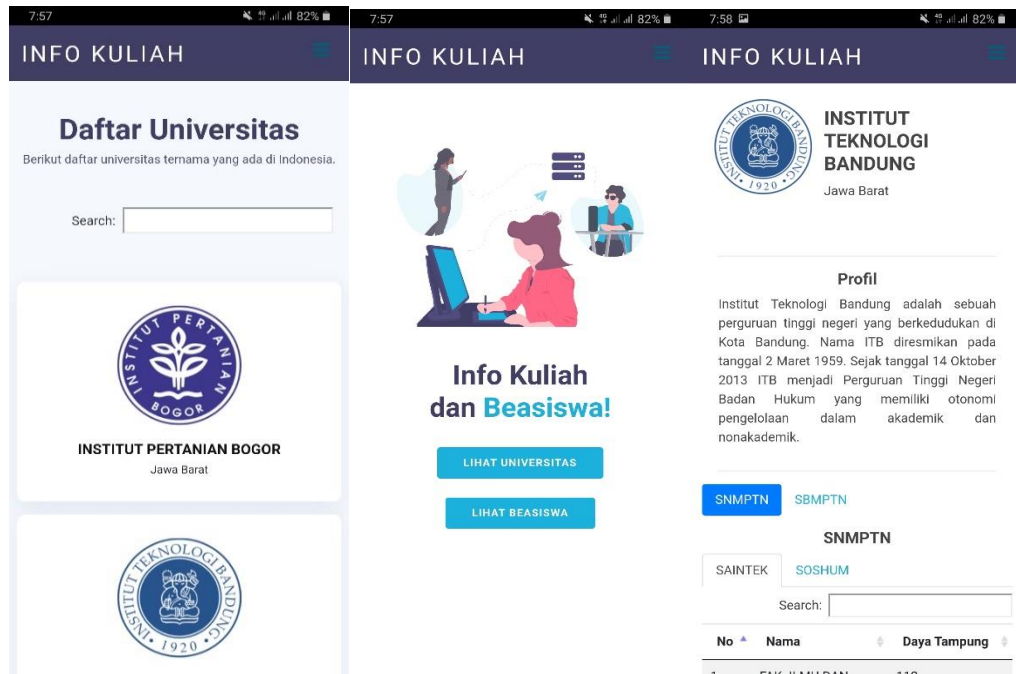 7:57
4G
82%
INFO KULIAH
Daftar Universitas
Berikut daftar universitas ternama yang ada di Indonesia.
Search:
INSTITUT PERTANIAN
BOGOR
INSTITUT PERTANIAN BOGOR
Jawa Barat
INSTITUT TEKNOLOGI BANDUNG
1920
7:57
4G
82%
INFO KULIAH
Info Kuliah
dan Beasiswa!
LIHAT UNIVERSITAS
LIHAT BEASISWA
7:58
4G
82%
INFO KULIAH
INSTITUT TEKNOLOGI BANDUNG
1920
INSTITUT
TEKNOLOGI
BANDUNG
Jawa Barat
Profil
Institut Teknologi Bandung adalah sebuah
perguruan tinggi negeri yang berkedudukan di
Kota Bandung. Nama ITB diresmikan pada
tanggal 2 Maret 1959. Sejak tanggal 14 Oktober
2013 ITB menjadi Perguruan Tinggi Negeri
Badan Hukum yang memiliki otonomi
pengelolaan dalam akademik dan
nonakademik.
SNMPTN SBMPTN
SNMPTN
SAINTEK SOSHUM
Search:
No Nama Daya Tampung